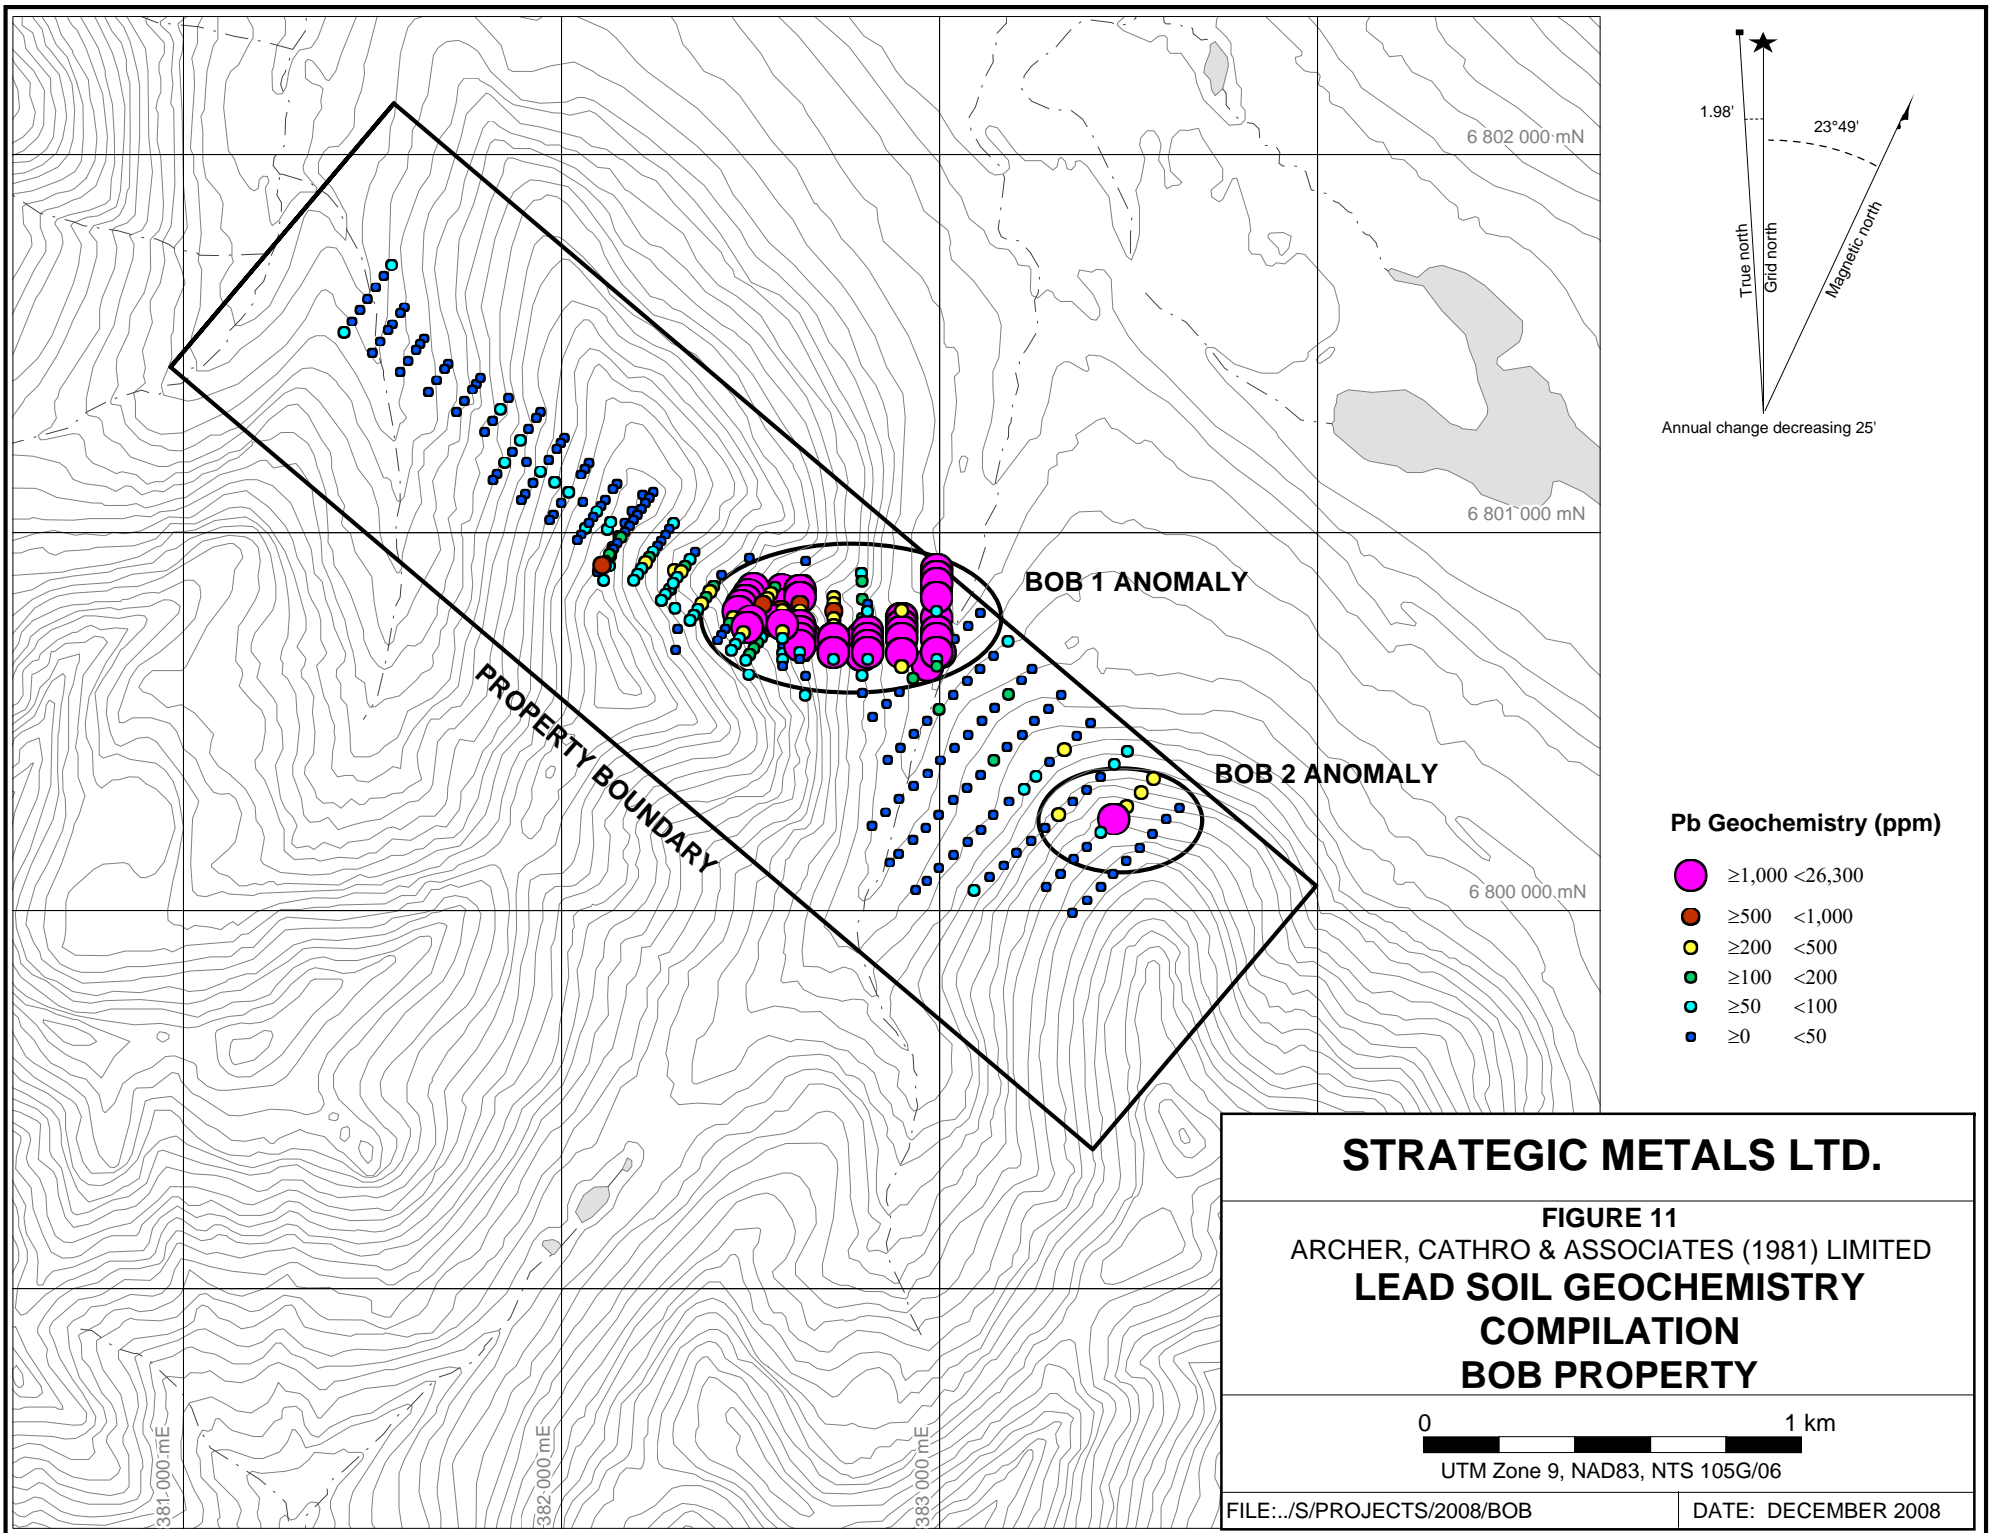 6 802 000 mN
6 801 000 mN
6 800 000 mN
381 000 mE
382 000 mE
383 000 mE
BOB 1 ANOMALY
BOB 2 ANOMALY
PROPERTY BOUNDARY
1.98'
23°49'
True north
Grid north
Magnetic north
Annual change decreasing 25'
Pb Geochemistry (ppm)
≥1,000 <26,300
≥500 <1,000
≥200 <500
≥100 <200
≥50 <100
≥0 <50
STRATEGIC METALS LTD.
FIGURE 11
ARCHER, CATHRO & ASSOCIATES (1981) LIMITED
LEAD SOIL GEOCHEMISTRY
COMPILATION
BOB PROPERTY
0 1 km
UTM Zone 9, NAD83, NTS 105G/06
FILE:../S/PROJECTS/2008/BOB
DATE: DECEMBER 2008